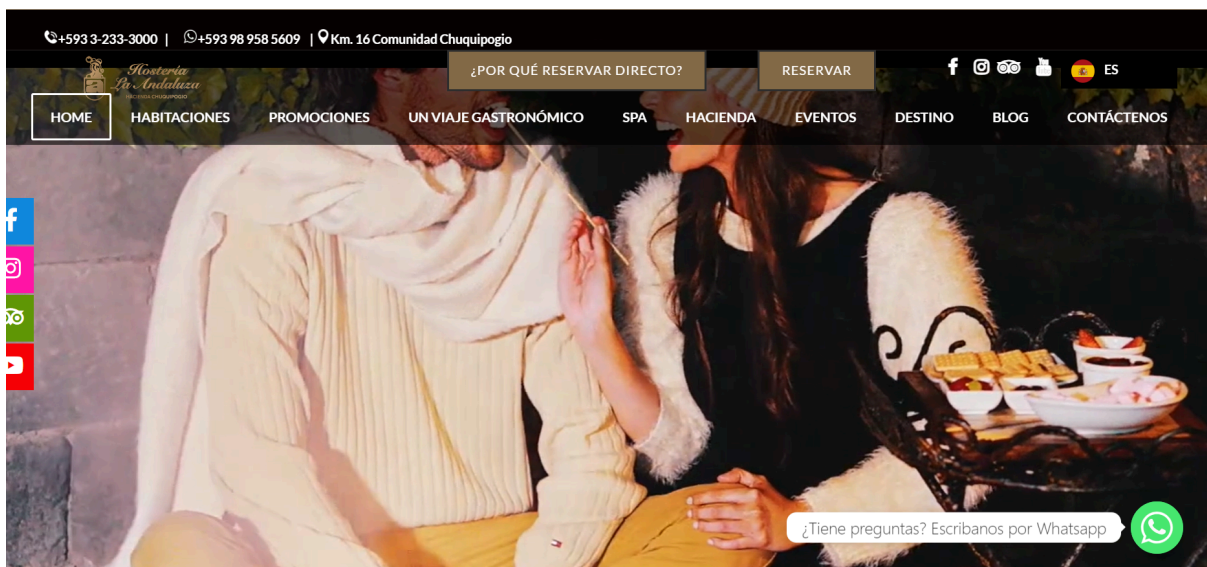 +593 3-233-3000 | +593 98 958 5609 | Km. 16 Comunidad Chuquipogio
Hostería
La Andaluza
HACIENDA CHUQUIPOGIO
¿POR QUÉ RESERVAR DIRECTO?
RESERVAR
ES
HOME HABITACIONES PROMOCIONES UN VIAJE GASTRONÓMICO SPA HACIENDA EVENTOS DESTINO BLOG CONTÁCTENOS
¿Tiene preguntas? Escribanos por Whatsapp